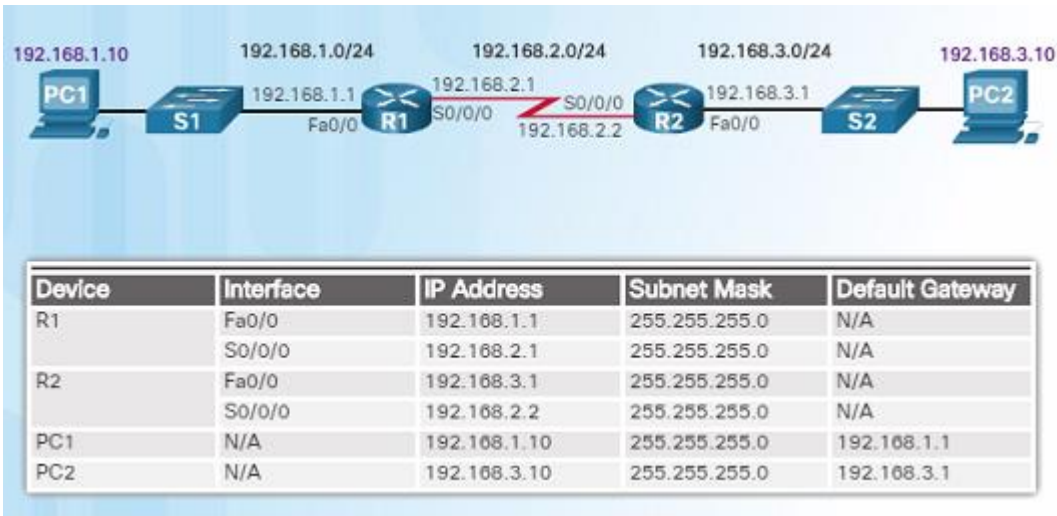 192.168.1.10 192.168.1.0/24 192.168.2.0/24 192.168.3.0/24 192.168.3.10
PC1 S1 192.168.1.1 Fa0/0 R1 192.168.2.1 S0/0/0 S0/0/0 192.168.2.2 R2 192.168.3.1 Fa0/0 S2 PC2
Device Interface IP Address Subnet Mask Default Gateway
R1 Fa0/0 192.168.1.1 255.255.255.0 N/A
S0/0/0 192.168.2.1 255.255.255.0 N/A
R2 Fa0/0 192.168.3.1 255.255.255.0 N/A
S0/0/0 192.168.2.2 255.255.255.0 N/A
PC1 N/A 192.168.1.10 255.255.255.0 192.168.1.1
PC2 N/A 192.168.3.10 255.255.255.0 192.168.3.1